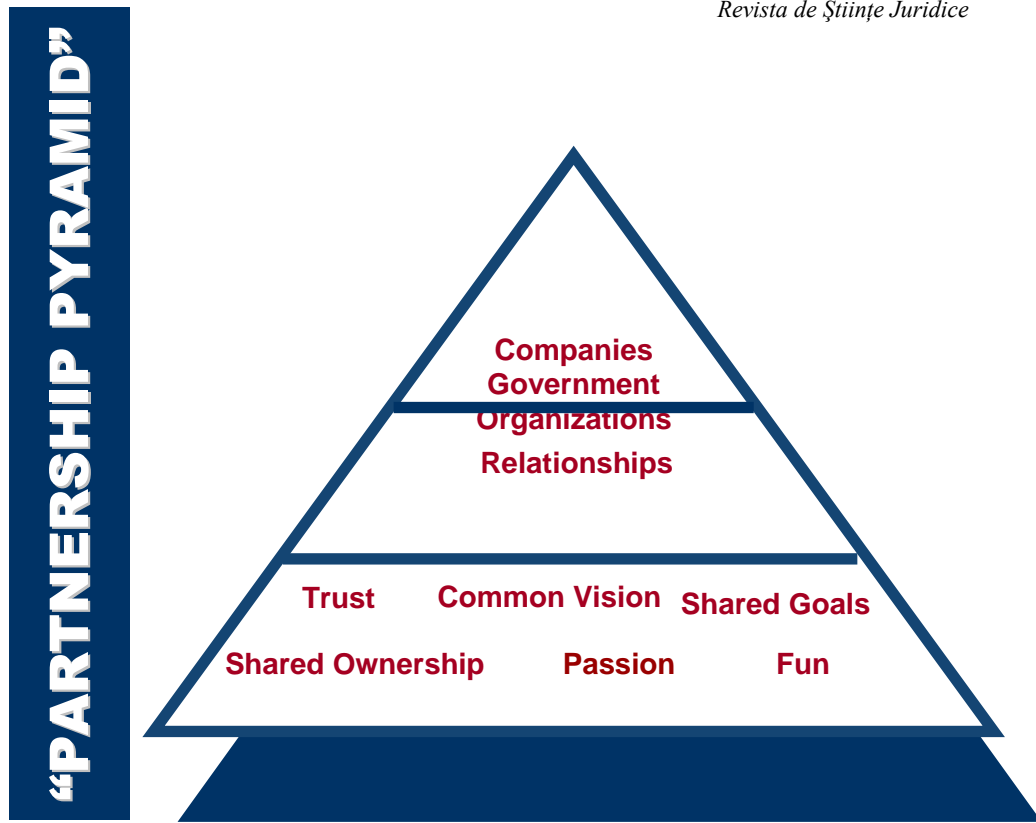 Revista de Ştiinţe Juridice
“PARTNERSHIP PYRAMID”
Companies
Government
Organizations
Relationships
Trust Common Vision Shared Goals
Shared Ownership Passion Fun